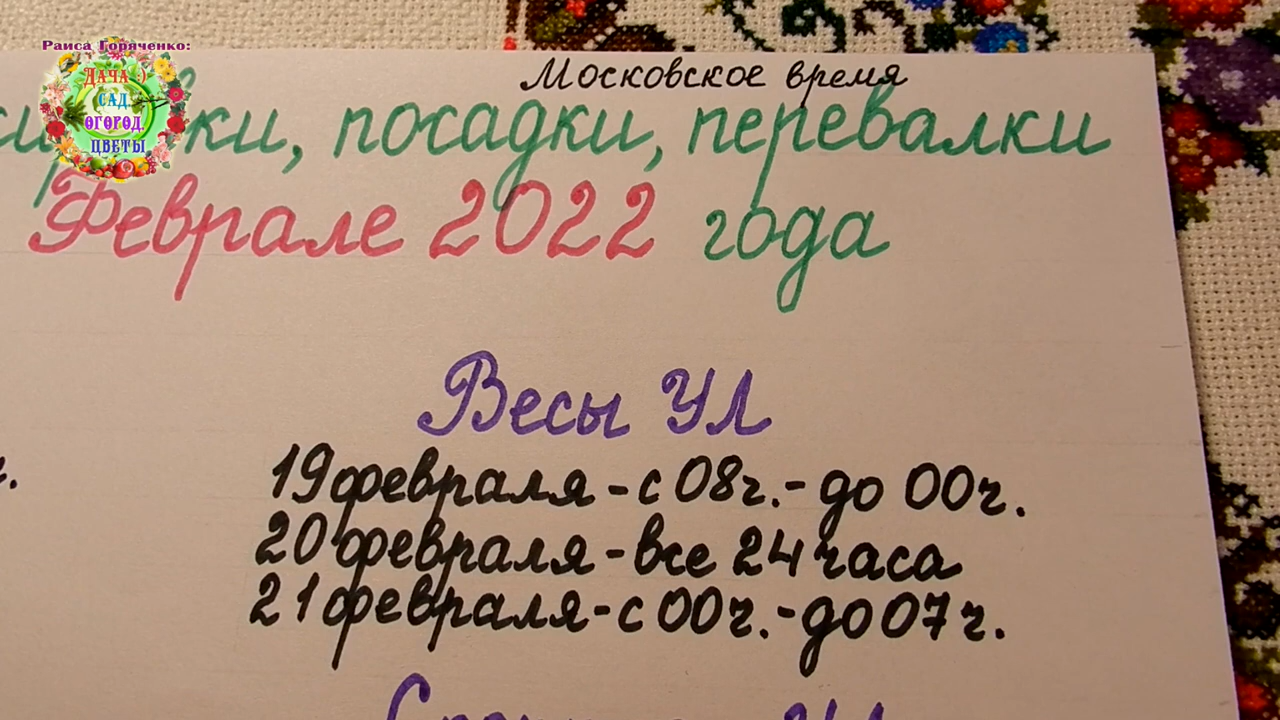 Раиса Горяченко:
ДАЧА :)
САД,
ОГОРОД,
ЦВЕТЫ
Московское время
ки, посадки, перевалки
Феврале 2022 года
Весы УЛ
19 февраля - с 08ч. - до 00ч.
20 февраля - все 24 часа
21 февраля - с 00ч. - до 07ч.